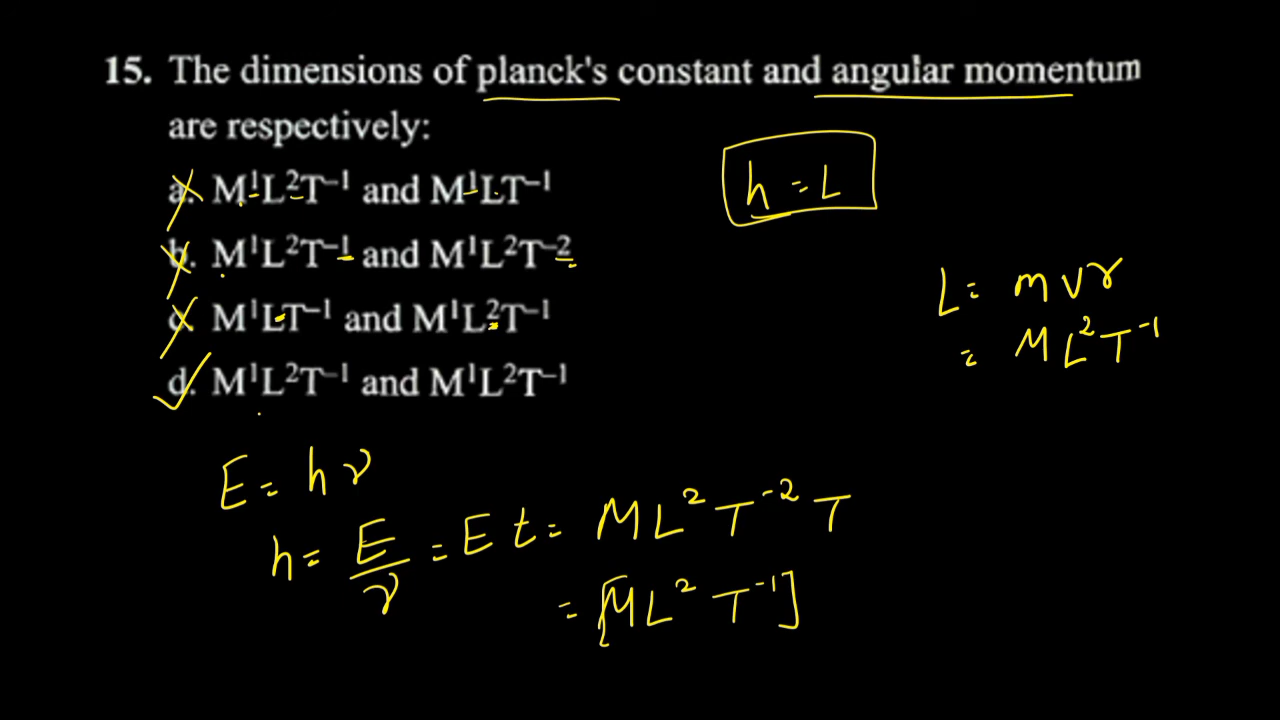 15. The dimensions of planck's constant and angular momentum
are respectively:
a. M¹L²T⁻¹ and M¹LT⁻¹
b. M¹L²T⁻¹ and M¹L²T⁻²
c. M¹LT⁻¹ and M¹L²T⁻¹
d. M¹L²T⁻¹ and M¹L²T⁻¹
h = L
L = mvr
= ML²T⁻¹
E = hν
h = E/ν = Et = ML²T⁻²T
= [ML²T⁻¹]